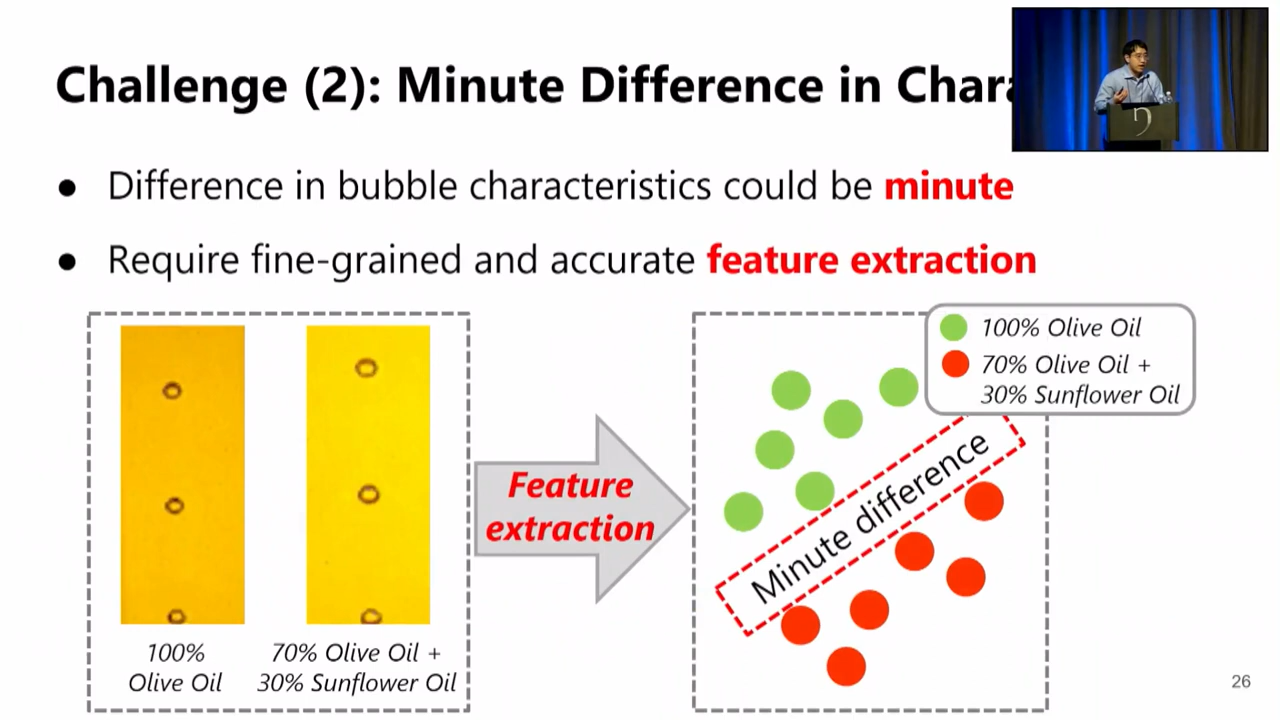 Challenge (2): Minute Difference in Chara
● Difference in bubble characteristics could be minute
● Require fine-grained and accurate feature extraction
100% Olive Oil
70% Olive Oil +
30% Sunflower Oil
Feature
extraction
Minute difference
100%
Olive Oil
70% Olive Oil +
30% Sunflower Oil
26